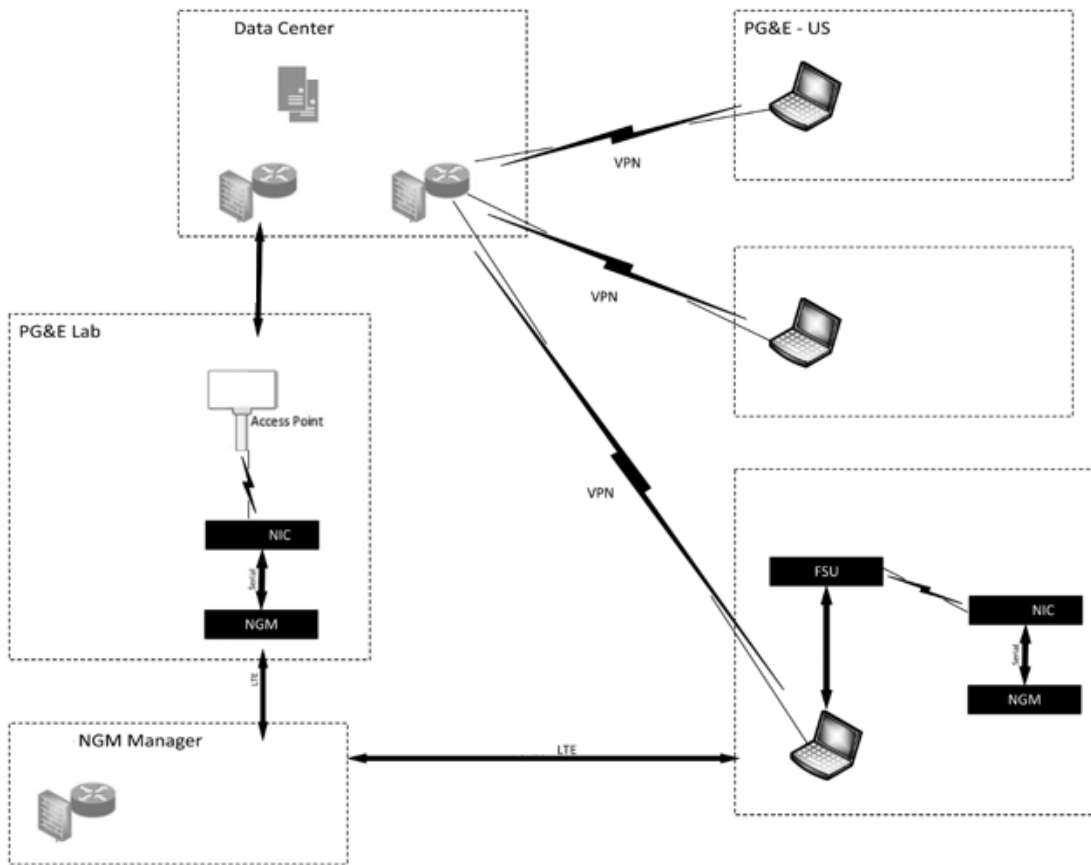 Data Center
PG&E - US
VPN
VPN
PG&E Lab
Access Point
NIC
Serial
NGM
LTE
VPN
FSU
NIC
Serial
NGM
NGM Manager
LTE